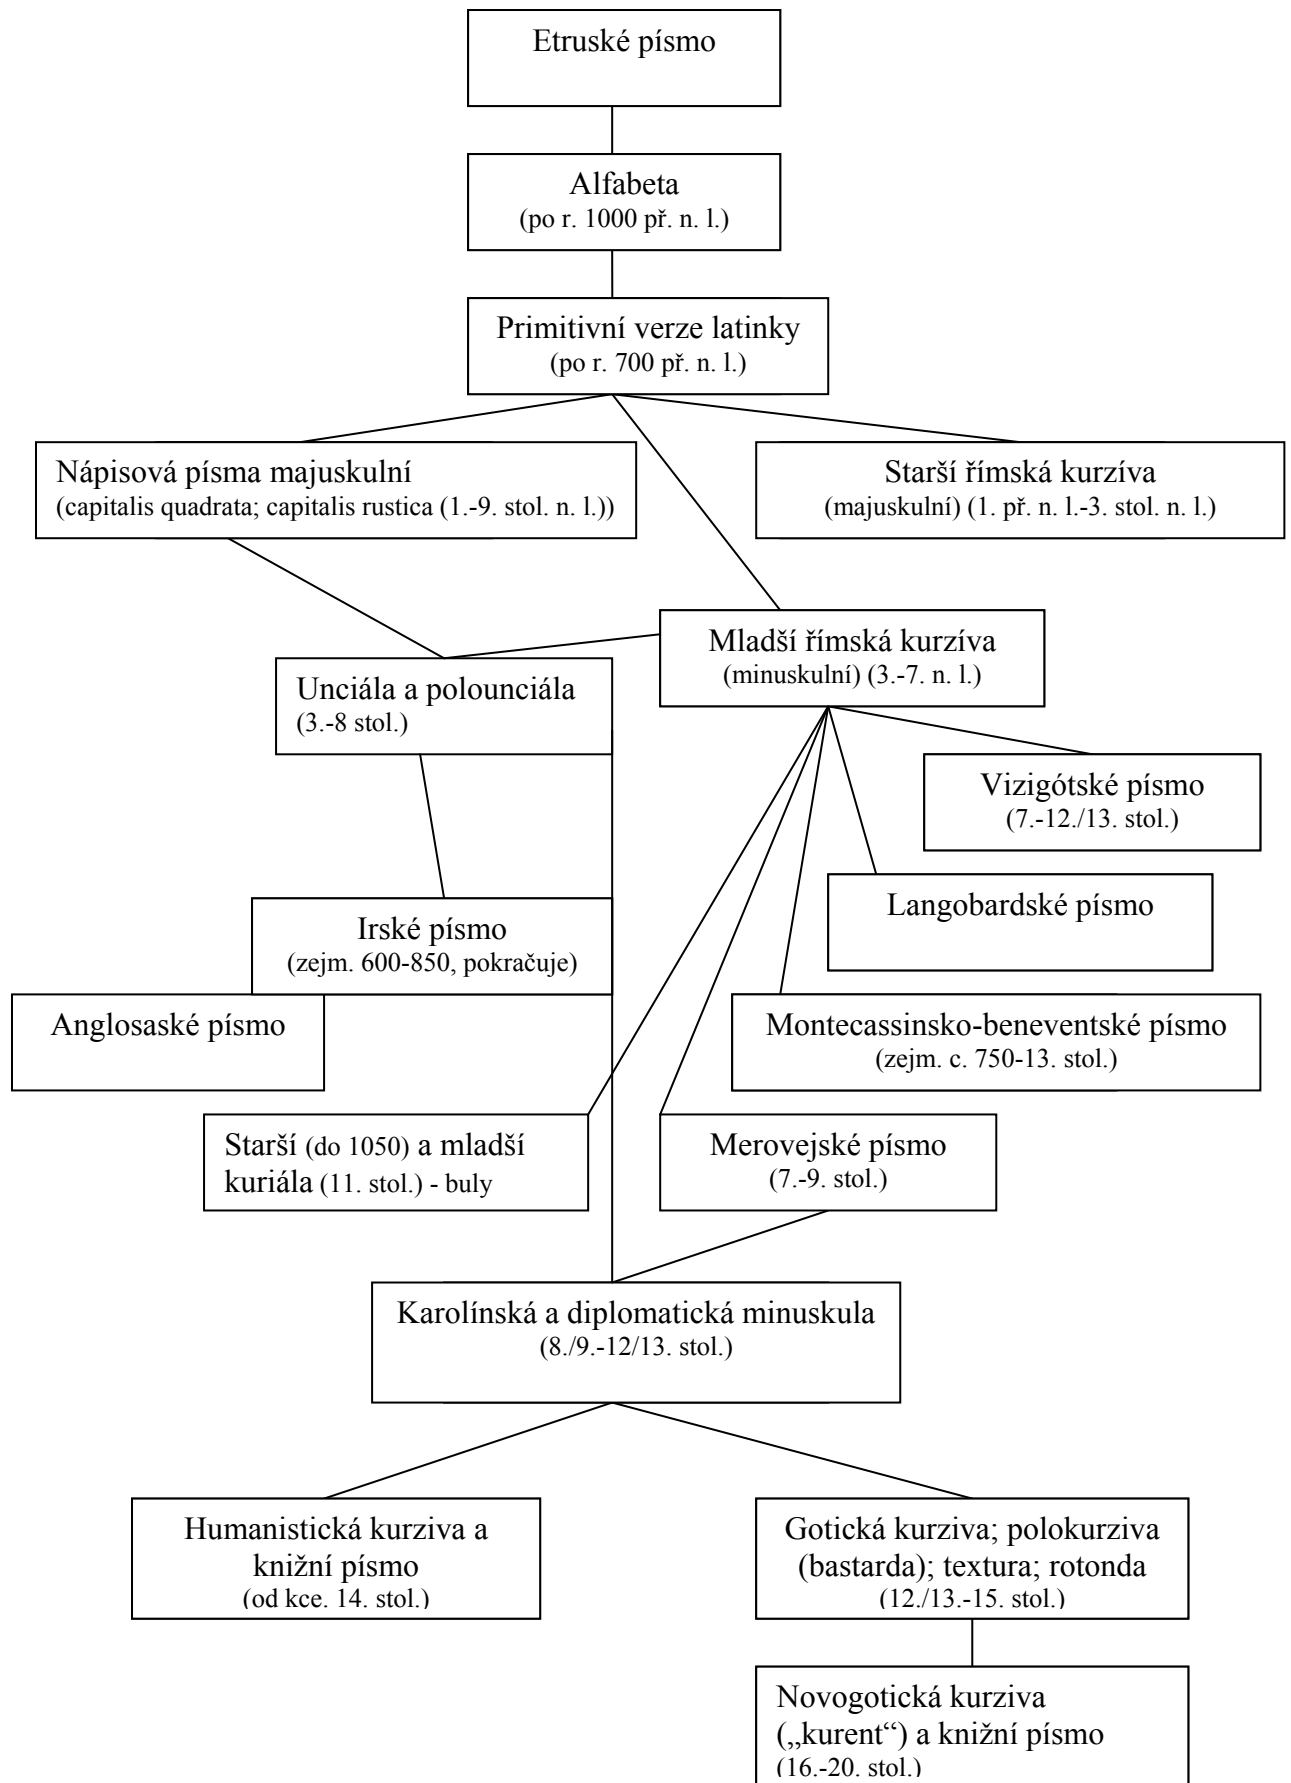 Etruské písmo
Alfabeta
(po r. 1000 př. n. l.)
Primitivní verze latinky
(po r. 700 př. n. l.)
Nápisová písma majuskulní
(capitalis quadrata; capitalis rustica (1.-9. stol. n. l.))
Starší římská kurzíva
(majuskulní) (1. př. n. l.-3. stol. n. l.)
Mladší římská kurzíva
(minuskulní) (3.-7. n. l.)
Unciála a polounciála
(3.-8 stol.)
Vizigótské písmo
(7.-12./13. stol.)
Langobardské písmo
Irské písmo
(zejm. 600-850, pokračuje)
Anglosaské písmo
Montecassinsko-beneventské písmo
(zejm. c. 750-13. stol.)
Starší (do 1050) a mladší
kuriála (11. stol.) - buly
Merovejské písmo
(7.-9. stol.)
Karolínská a diplomatická minuskula
(8./9.-12/13. stol.)
Humanistická kurziva a
knižní písmo
(od kce. 14. stol.)
Gotická kurziva; polokurziva
(bastarda); textura; rotonda
(12./13.-15. stol.)
Novogotická kurziva
(„kurent“) a knižní písmo
(16.-20. stol.)